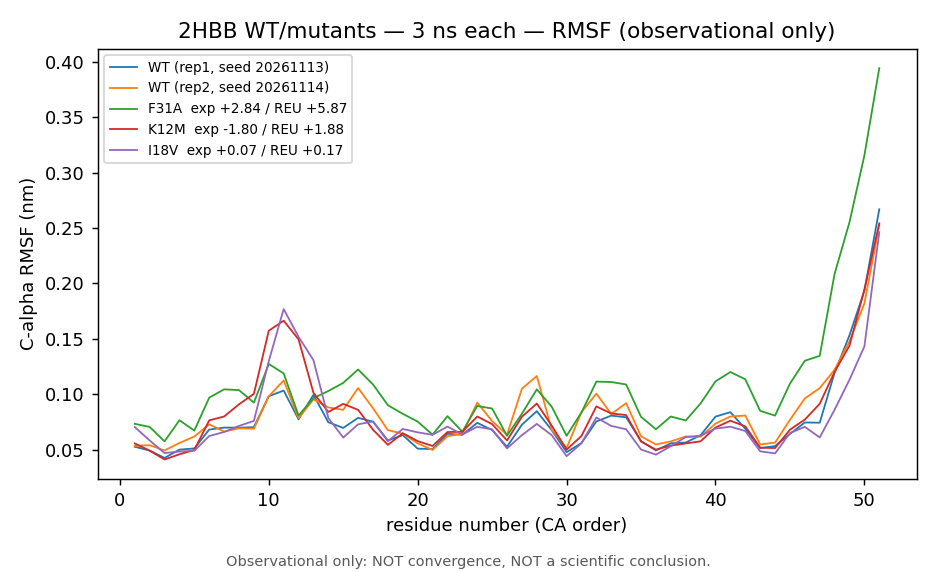 2HBB WT/mutants — 3 ns each — RMSF (observational only)
C-alpha RMSF (nm)
0.40
0.35
0.30
0.25
0.20
0.15
0.10
0.05
WT (rep1, seed 20261113)
WT (rep2, seed 20261114)
F31A  exp +2.84 / REU +5.87
K12M  exp -1.80 / REU +1.88
I18V  exp +0.07 / REU +0.17
0 10 20 30 40 50
residue number (CA order)
Observational only: NOT convergence, NOT a scientific conclusion.